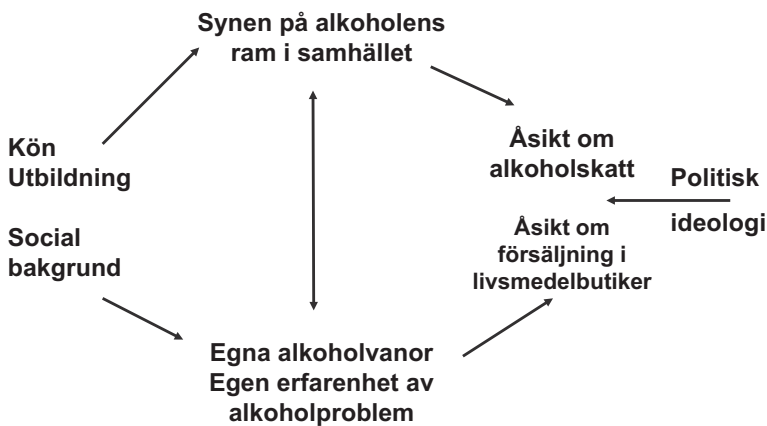 Synen på alkoholens
ram i samhället
Kön
Utbildning
Social
bakgrund
Åsikt om
alkoholskatt
Politisk
ideologi
Åsikt om
försäljning i
livsmedelbutiker
Egna alkoholvanor
Egen erfarenhet av
alkoholproblem